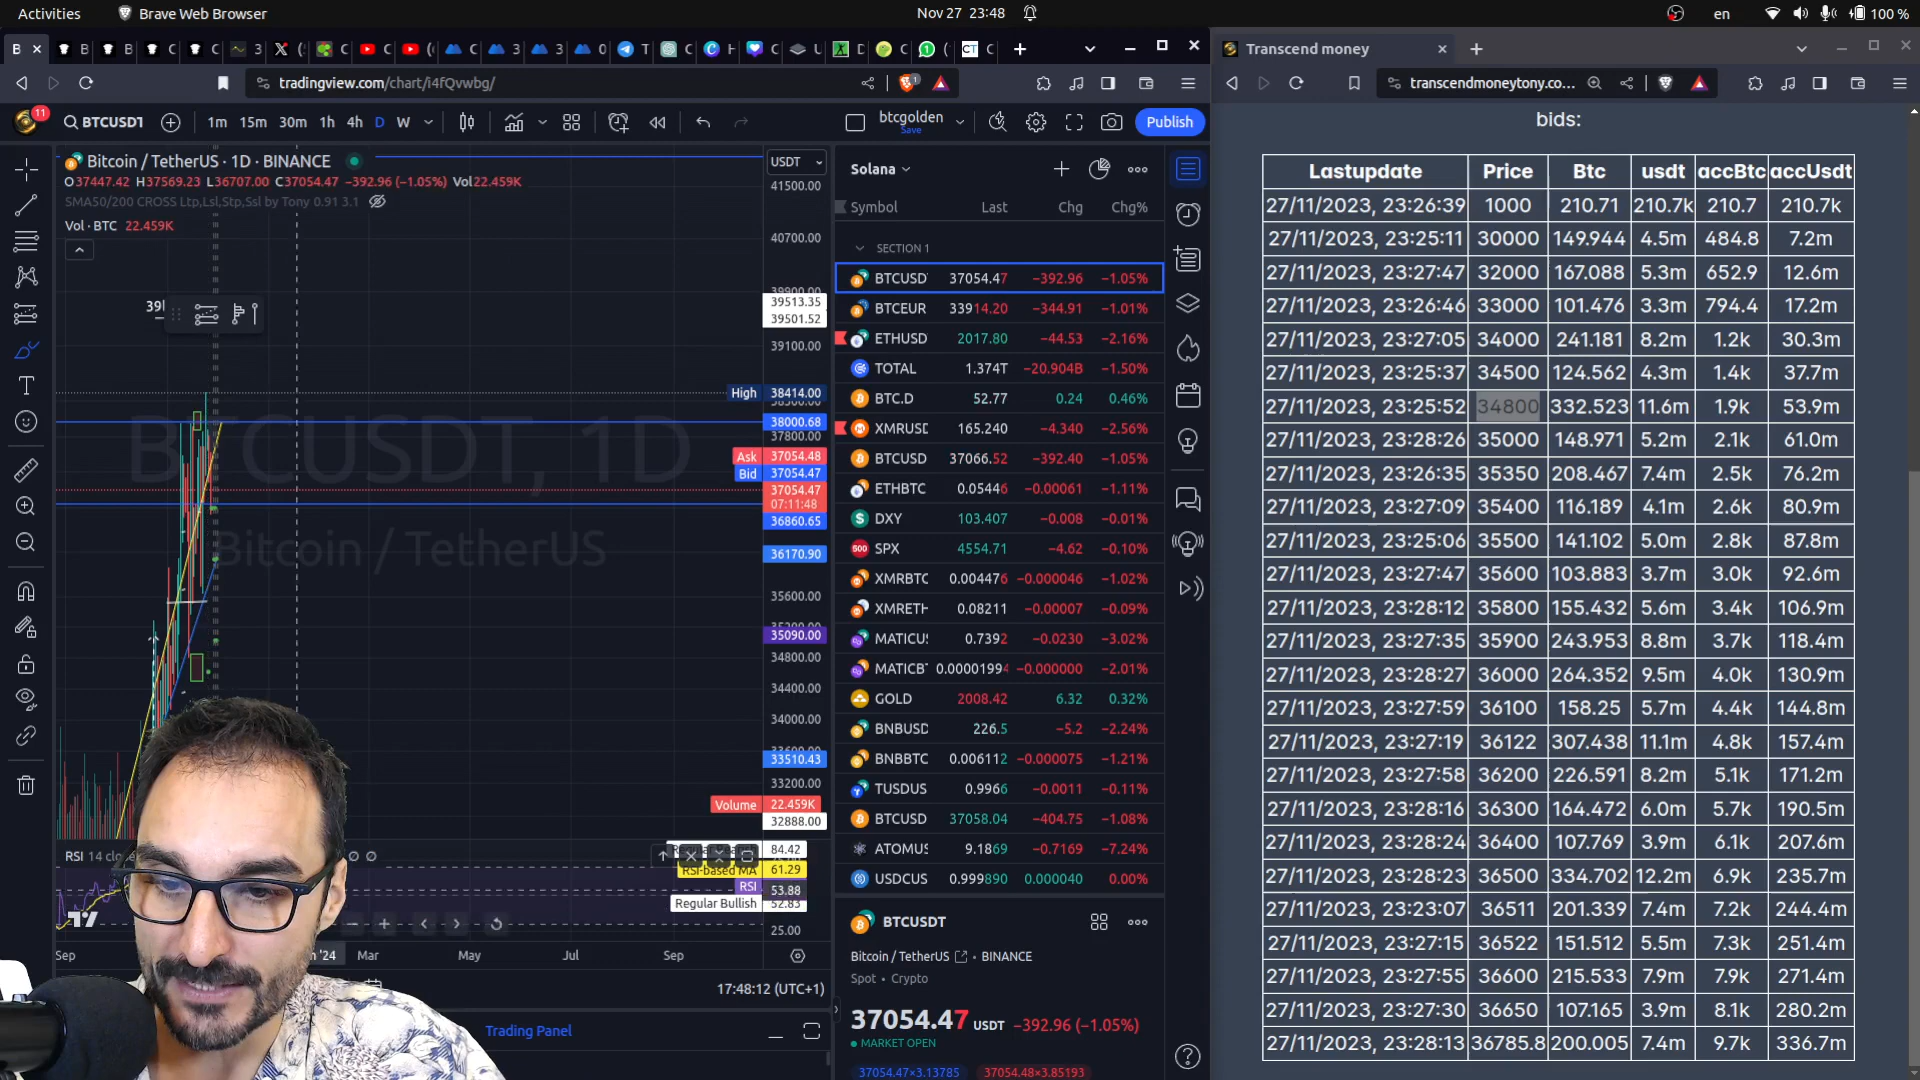 Activities
Brave Web Browser
Nov 27 23:48
en
100 %
Transcend money
tradingview.com/chart/i4fQvwbg/
transcendmoneytony.co...
11
BTCUSDT
1m 15m 30m 1h 4h D W
btcgolden
Save
Publish
Bitcoin / TetherUS · 1D · BINANCE
O37447.42 H37569.23 L36707.00 C37054.47 −392.96 (−1.05%) Vol22.459K
SMA50/200 CROSS Ltp,Lsl,Stp,Ssl by Tony 0.91 3.1
Vol · BTC 22.459K
BTCUSDT, 1D
Bitcoin / TetherUS
USDT
41500.00
40700.00
39900.00
39513.35
39501.52
39100.00
High 38414.00
38000.68
37800.00
Ask 37054.48
Bid 37054.47
37054.47
07:11:48
36860.65
36170.90
35600.00
35090.00
34800.00
34400.00
34000.00
33510.43
33200.00
Volume 22.459K
32888.00
RSI 14
84.42
RSI-based MA 61.29
RSI 53.88
Regular Bullish 52.83
25.00
Sep '24 Mar May Jul Sep
17:48:12 (UTC+1)
Trading Panel
Solana
Symbol Last Chg Chg%
SECTION 1
BTCUSD 37054.47 −392.96 −1.05%
BTCEUR 33914.20 −344.91 −1.01%
ETHUSD 2017.80 −44.53 −2.16%
TOTAL 1.374T −20.904B −1.50%
BTC.D 52.77 0.24 0.46%
XMRUSD 165.240 −4.340 −2.56%
BTCUSD 37066.52 −392.40 −1.05%
ETHBTC 0.05446 −0.00061 −1.11%
DXY 103.407 −0.008 −0.01%
SPX 4554.71 −4.62 −0.10%
XMRBTC 0.004476 −0.000046 −1.02%
XMRETH 0.08211 −0.00007 −0.09%
MATICUS 0.7392 −0.0230 −3.02%
MATICBT 0.00001994 −0.000000 −2.01%
GOLD 2008.42 6.32 0.32%
BNBUSD 226.5 −5.2 −2.24%
BNBBTC 0.006112 −0.000075 −1.21%
TUSDUS 0.9966 −0.0011 −0.11%
BTCUSD 37058.04 −404.75 −1.08%
ATOMUS 9.1869 −0.7169 −7.24%
USDCUS 0.999890 0.000040 0.00%
BTCUSDT
Bitcoin / TetherUS • BINANCE
Spot • Crypto
37054.47 USDT −392.96 (−1.05%)
MARKET OPEN
37054.47×3.13785 37054.48×3.85193
bids:
Lastupdate Price Btc usdt accBtc accUsdt
27/11/2023, 23:26:39 1000 210.71 210.7k 210.7 210.7k
27/11/2023, 23:25:11 30000 149.944 4.5m 484.8 7.2m
27/11/2023, 23:27:47 32000 167.088 5.3m 652.9 12.6m
27/11/2023, 23:26:46 33000 101.476 3.3m 794.4 17.2m
27/11/2023, 23:27:05 34000 241.181 8.2m 1.2k 30.3m
27/11/2023, 23:25:37 34500 124.562 4.3m 1.4k 37.7m
27/11/2023, 23:25:52 34800 332.523 11.6m 1.9k 53.9m
27/11/2023, 23:28:26 35000 148.971 5.2m 2.1k 61.0m
27/11/2023, 23:26:35 35350 208.467 7.4m 2.5k 76.2m
27/11/2023, 23:27:09 35400 116.189 4.1m 2.6k 80.9m
27/11/2023, 23:25:06 35500 141.102 5.0m 2.8k 87.8m
27/11/2023, 23:27:47 35600 103.883 3.7m 3.0k 92.6m
27/11/2023, 23:28:12 35800 155.432 5.6m 3.4k 106.9m
27/11/2023, 23:27:35 35900 243.953 8.8m 3.7k 118.4m
27/11/2023, 23:28:27 36000 264.352 9.5m 4.0k 130.9m
27/11/2023, 23:27:59 36100 158.25 5.7m 4.4k 144.8m
27/11/2023, 23:27:19 36122 307.438 11.1m 4.8k 157.4m
27/11/2023, 23:27:58 36200 226.591 8.2m 5.1k 171.2m
27/11/2023, 23:28:16 36300 164.472 6.0m 5.7k 190.5m
27/11/2023, 23:28:24 36400 107.769 3.9m 6.1k 207.6m
27/11/2023, 23:28:23 36500 334.702 12.2m 6.9k 235.7m
27/11/2023, 23:23:07 36511 201.339 7.4m 7.2k 244.4m
27/11/2023, 23:27:15 36522 151.512 5.5m 7.3k 251.4m
27/11/2023, 23:27:55 36600 215.533 7.9m 7.9k 271.4m
27/11/2023, 23:27:30 36650 107.165 3.9m 8.1k 280.2m
27/11/2023, 23:28:13 36785.8 200.005 7.4m 9.7k 336.7m